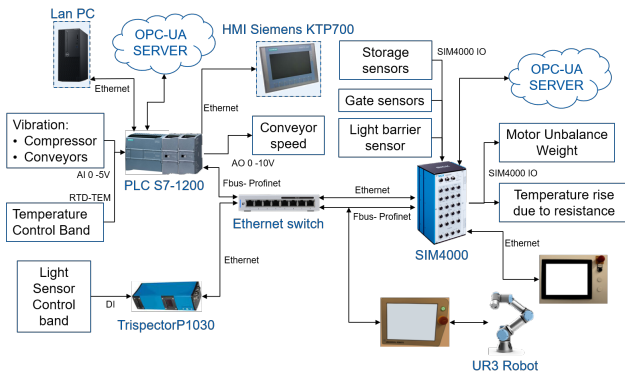 Lan PC
OPC-UA
SERVER
HMI Siemens KTP700
Ethernet
Ethernet
Storage
sensors
SIM4000 IO
Gate sensors
Light barrier
sensor
OPC-UA
SERVER
Vibration:
• Compressor
• Conveyors
AI 0 -5V
PLC S7-1200
Conveyor
speed
AO 0 -10V
Motor Unbalance
Weight
SIM4000 IO
RTD-TEM
Temperature
Control Band
Fbus- Profinet
Ethernet
Ethernet switch
Fbus- Profinet
Temperature rise
due to resistance
SIM4000
Ethernet
Ethernet
Light
Sensor
Control
band
DI
TrispectorP1030
UR3 Robot